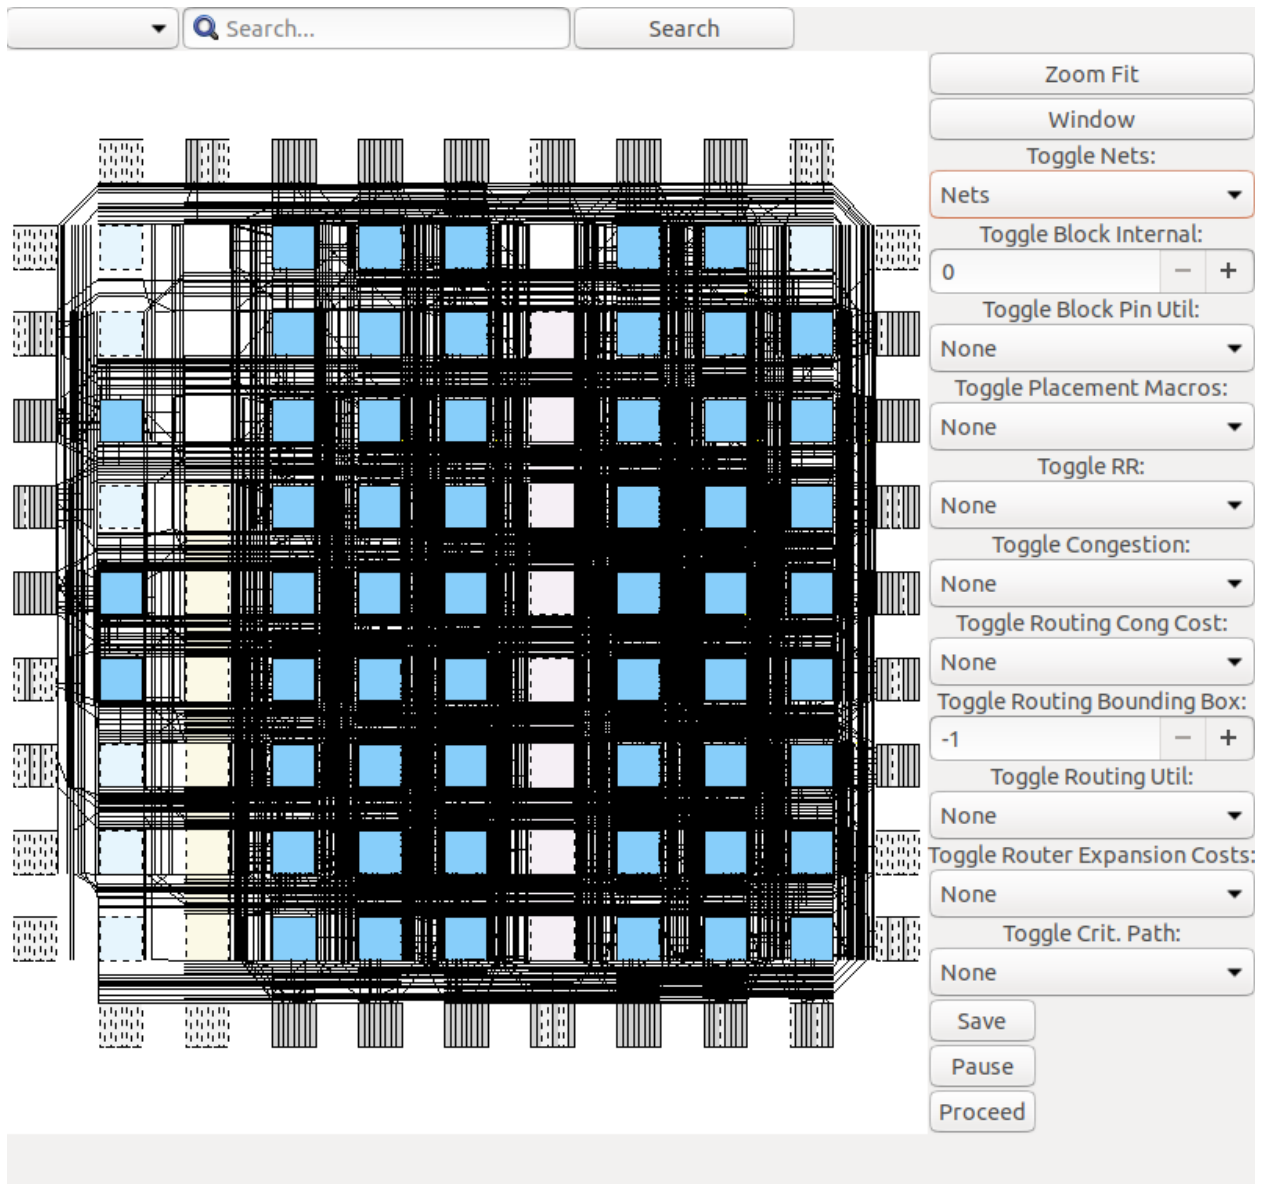 Search...
Search
Zoom Fit
Window
Toggle Nets:
Nets
Toggle Block Internal:
0
Toggle Block Pin Util:
None
Toggle Placement Macros:
None
Toggle RR:
None
Toggle Congestion:
None
Toggle Routing Cong Cost:
None
Toggle Routing Bounding Box:
-1
Toggle Routing Util:
None
Toggle Router Expansion Costs:
None
Toggle Crit. Path:
None
Save
Pause
Proceed